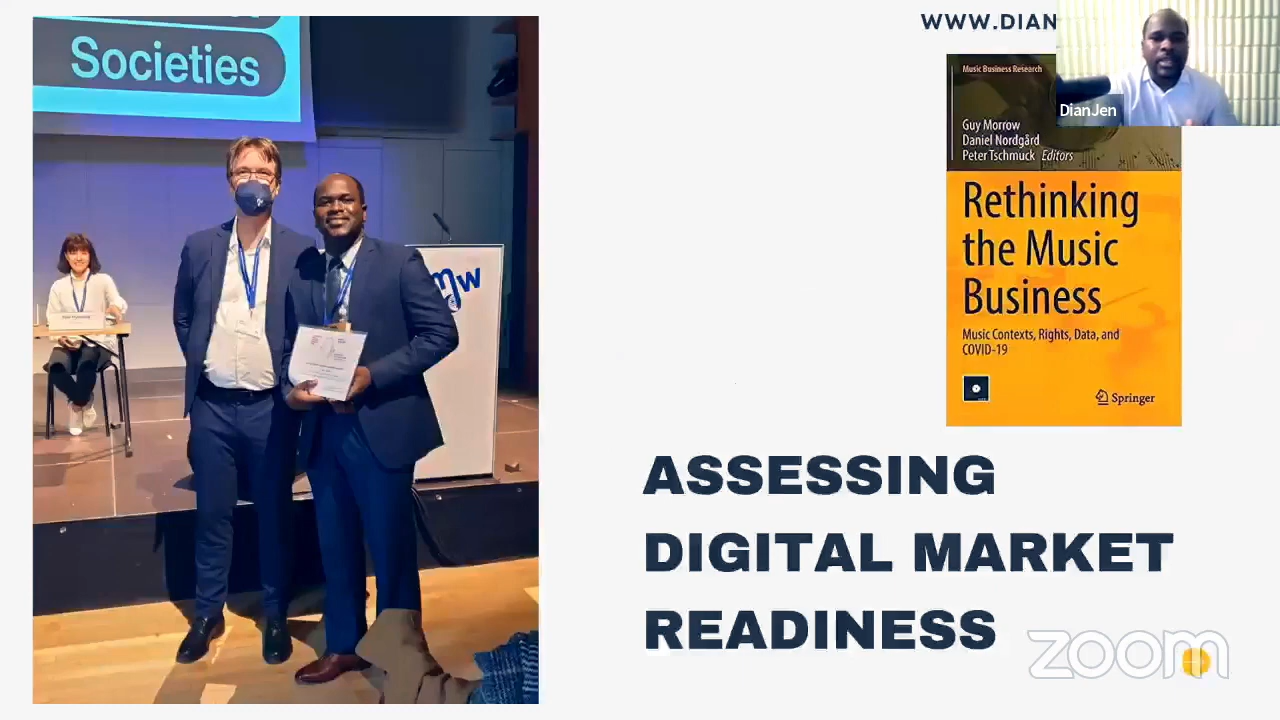 Societies
mw
WWW.DIAN
DianJen
Music Business Research
Guy Morrow
Daniel Nordgård
Peter Tschmuck Editors
Rethinking
the Music
Business
Music Contexts, Rights, Data, and
COVID-19
Springer
ASSESSING
DIGITAL MARKET
READINESS
zoom